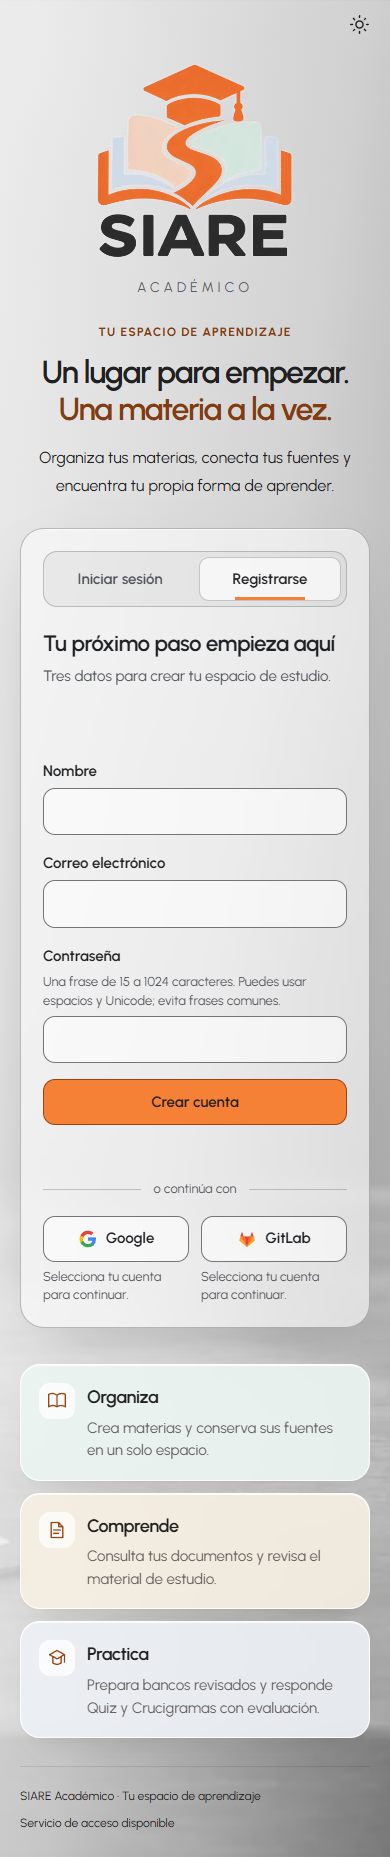 SIARE
ACADÉMICO
TU ESPACIO DE APRENDIZAJE
Un lugar para empezar.
Una materia a la vez.
Organiza tus materias, conecta tus fuentes y
encuentra tu propia forma de aprender.
Iniciar sesión
Registrarse
Tu próximo paso empieza aquí
Tres datos para crear tu espacio de estudio.
Nombre
Correo electrónico
Contraseña
Una frase de 15 a 1024 caracteres. Puedes usar
espacios y Unicode; evita frases comunes.
Crear cuenta
o continúa con
Google
GitLab
Selecciona tu cuenta
para continuar.
Selecciona tu cuenta
para continuar.
Organiza
Crea materias y conserva sus fuentes
en un solo espacio.
Comprende
Consulta tus documentos y revisa el
material de estudio.
Practica
Prepara bancos revisados y responde
Quiz y Crucigramas con evaluación.
SIARE Académico · Tu espacio de aprendizaje
Servicio de acceso disponible